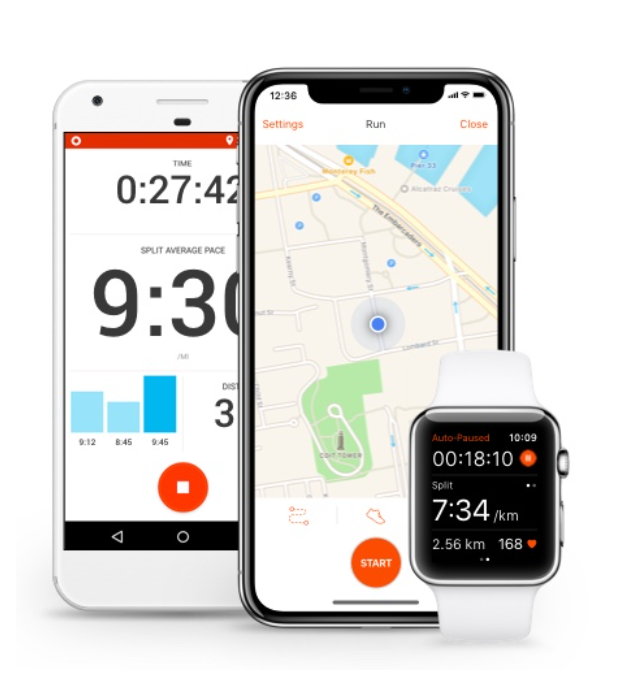 TIME
0:27:42
SPLIT AVERAGE PACE
9:30
/MI
9:12 8:45 9:45
DIST
3
12:36
Settings Run Close
Monterey Fish
Pier 33
Alcatraz Cruises
The Embarcadero
Montgomery St
Kearny St
Lombard St
COIT TOWER
START
Auto-Paused 10:09
00:18:10
Split
7:34 /km
2.56 km 168